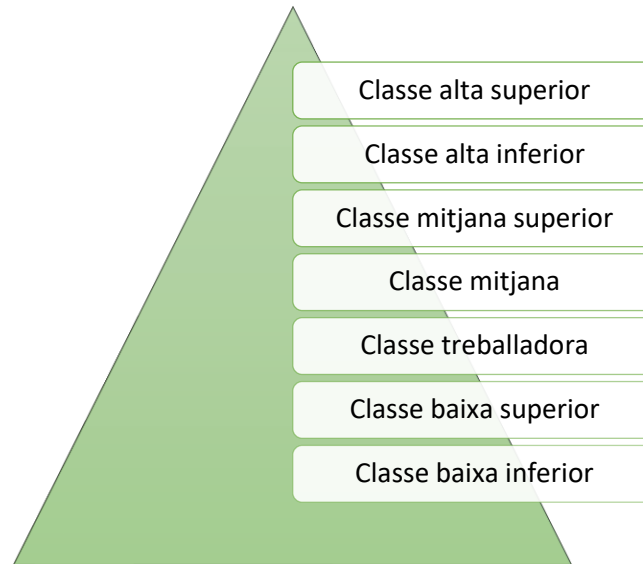 Classe alta superior
Classe alta inferior
Classe mitjana superior
Classe mitjana
Classe treballadora
Classe baixa superior
Classe baixa inferior